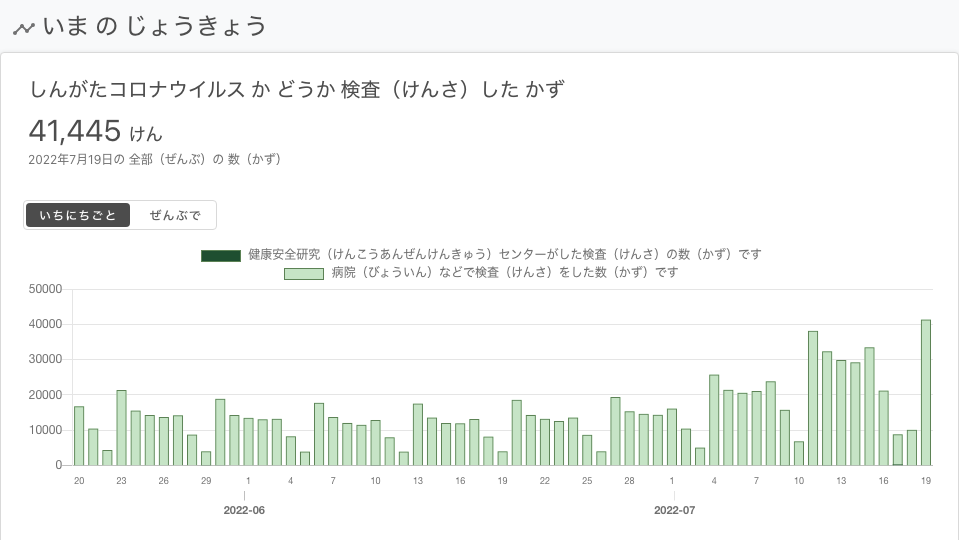 いま の じょうきょう
しんがたコロナウイルス か どうか 検査（けんさ）した かず
41,445 けん
2022年7月19日の 全部（ぜんぶ）の 数（かず）
いちにちごと ぜんぶで
健康安全研究（けんこうあんぜんけんきゅう）センターがした検査（けんさ）の数（かず）です
病院（びょういん）などで検査（けんさ）をした数（かず）です
50000
40000
30000
20000
10000
0
20 23 26 29 1 4 7 10 13 16 19 22 25 28 1 4 7 10 13 16 19
2022-06 2022-07